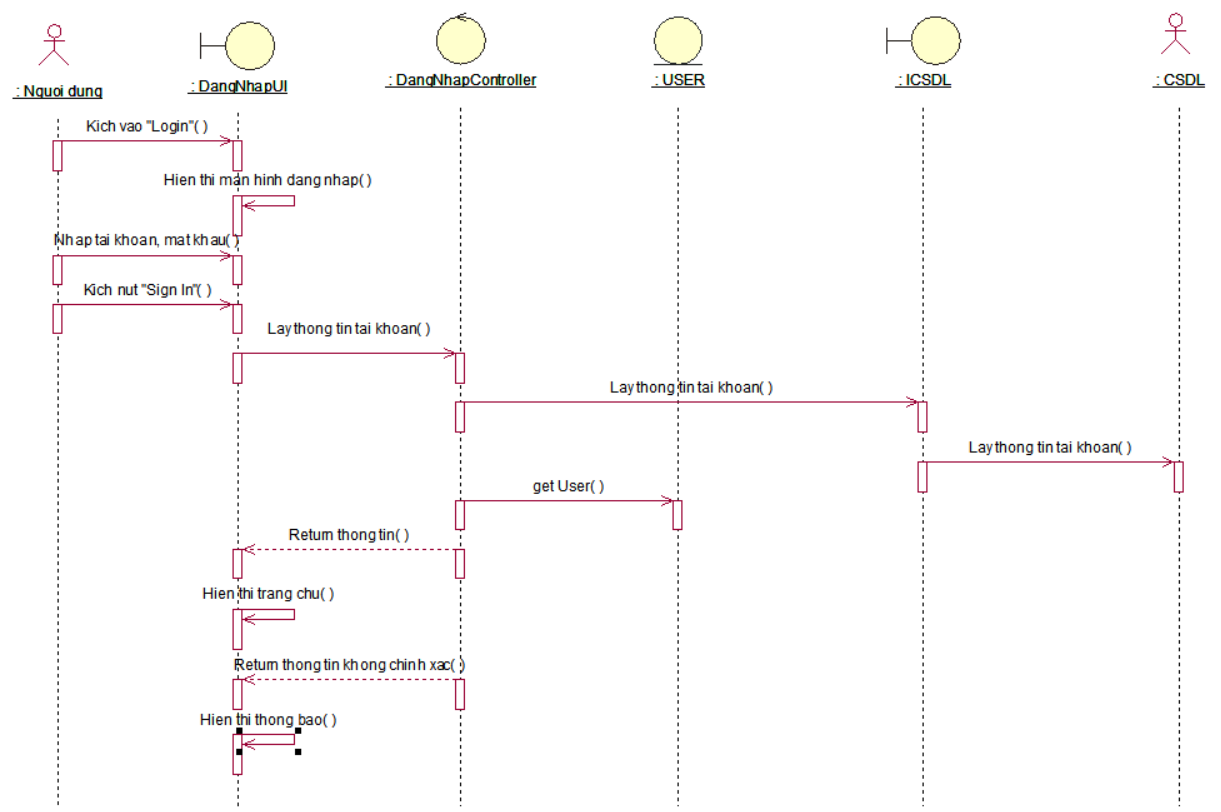 : Nguoi dung
: DangNhapUI
: DangNhapController
: USER
: ICSDL
: CSDL
Kich vao "Login"( )
Hien thi man hinh dang nhap( )
Nhap tai khoan, mat khau( )
Kich nut "Sign In"( )
Lay thong tin tai khoan( )
Lay thong tin tai khoan( )
Lay thong tin tai khoan( )
get User( )
Return thong tin( )
Hien thi trang chu( )
Return thong tin khong chinh xac( )
Hien thi thong bao( )